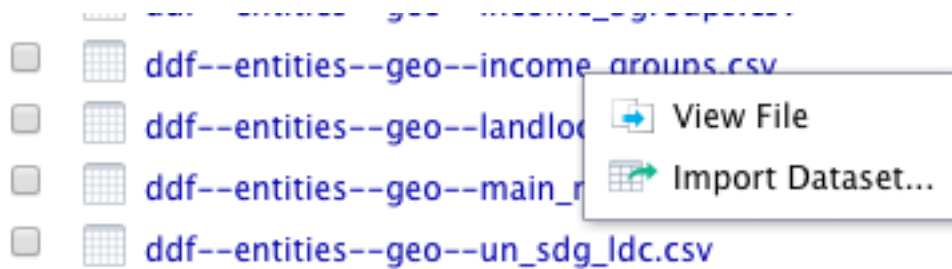 ddf--entities--geo--income_groups.csv
View File
ddf--entities--geo--landloc
Import Dataset...
ddf--entities--geo--main_
ddf--entities--geo--un_sdg_ldc.csv